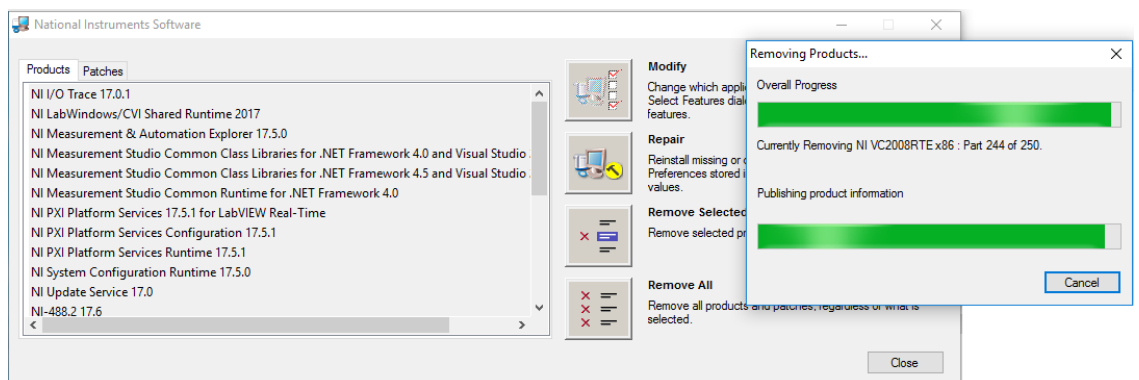 National Instruments Software
Products
Patches
NI I/O Trace 17.0.1
NI LabWindows/CVI Shared Runtime 2017
NI Measurement & Automation Explorer 17.5.0
NI Measurement Studio Common Class Libraries for .NET Framework 4.0 and Visual Studio
NI Measurement Studio Common Class Libraries for .NET Framework 4.5 and Visual Studio
NI Measurement Studio Common Runtime for .NET Framework 4.0
NI PXI Platform Services 17.5.1 for LabVIEW Real-Time
NI PXI Platform Services Configuration 17.5.1
NI PXI Platform Services Runtime 17.5.1
NI System Configuration Runtime 17.5.0
NI Update Service 17.0
NI-488.2 17.6
Modify
Change which appli
Select Features dial
features.
Repair
Reinstall missing or
Preferences stored i
values.
Remove Selected
Remove selected pr
Remove All
Remove all products and patches, regardless of what is
selected.
Close
Removing Products...
Overall Progress
Currently Removing NI VC2008RTE x86 : Part 244 of 250.
Publishing product information
Cancel